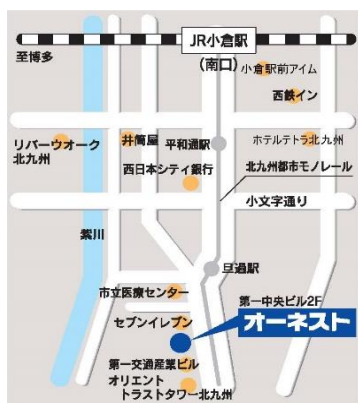 JR小倉駅
(南口)
至博多
小倉駅前アイム
西鉄イン
リバーウオーク
北九州
井筒屋
平和通駅
ホテルテトラ北九州
西日本シティ銀行
北九州都市モノレール
小文字通り
紫川
旦過駅
市立医療センター
第一中央ビル2F
セブンイレブン
オーネスト
第一交通産業ビル
オリエント
トラストタワー北九州